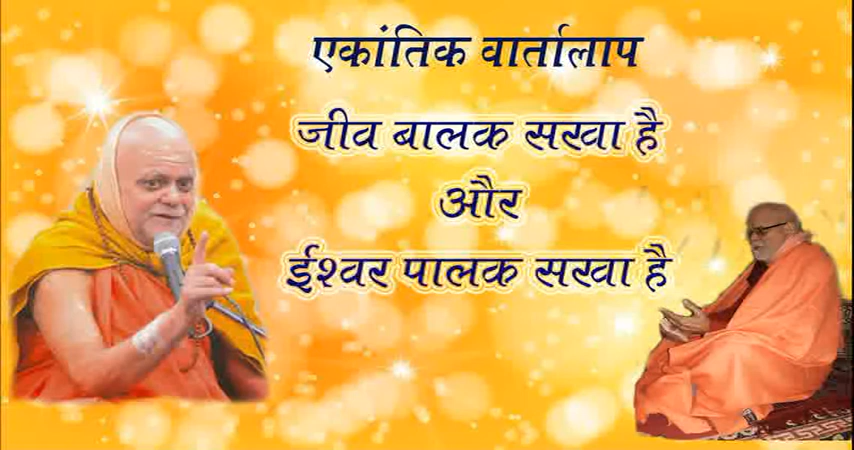 एकांतिक वार्तालाप
जीव बालक सखा है
और
ईश्वर पालक सखा है